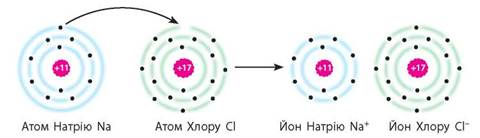 +11 +17 +11 +17
Атом Натрію Na Атом Хлору Cl Йон Натрію Na⁺ Йон Хлору Cl⁻